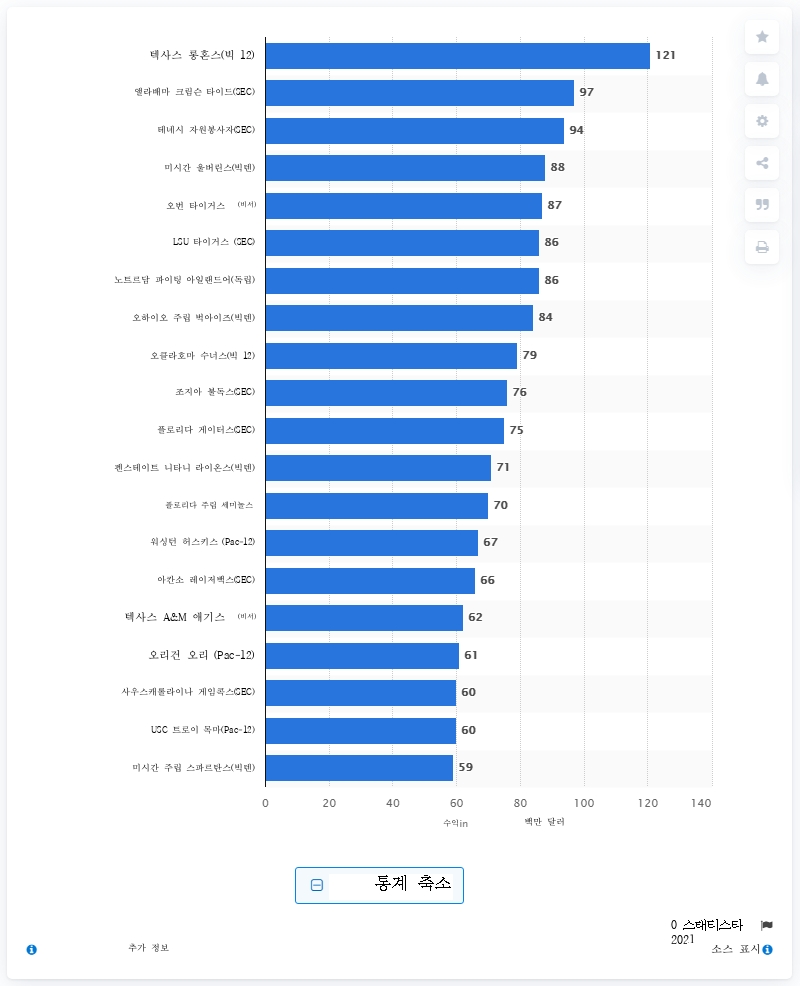 텍사스 롱혼스(빅 12) 121
앨라배마 크림슨 타이드(SEC) 97
테네시 자원봉사자(SEC) 94
미시간 울버린스(빅텐) 88
오번 타이거스 (비서) 87
LSU 타이거스 (SEC) 86
노트르담 파이팅 아일랜드어(독립) 86
오하이오 주립 벅아이즈(빅텐) 84
오클라호마 수너스(빅 12) 79
조지아 불독스(SEC) 76
플로리다 게이터스(SEC) 75
펜스테이트 니타니 라이온스(빅텐) 71
플로리다 주립 세미놀스 70
워싱턴 허스키스 (Pac-12) 67
아칸소 레이저백스(SEC) 66
텍사스 A&M 애기스 (비서) 62
오리건 오리 (Pac-12) 61
사우스캐롤라이나 게임콕스(SEC) 60
USC 트로이 목마(Pac-12) 60
미시간 주립 스파르탄스(빅텐) 59
0 20 40 60 80 100 120 140
수익in 백만 달러
통계 축소
0 스태티스타
2021
추가 정보 소스 표시